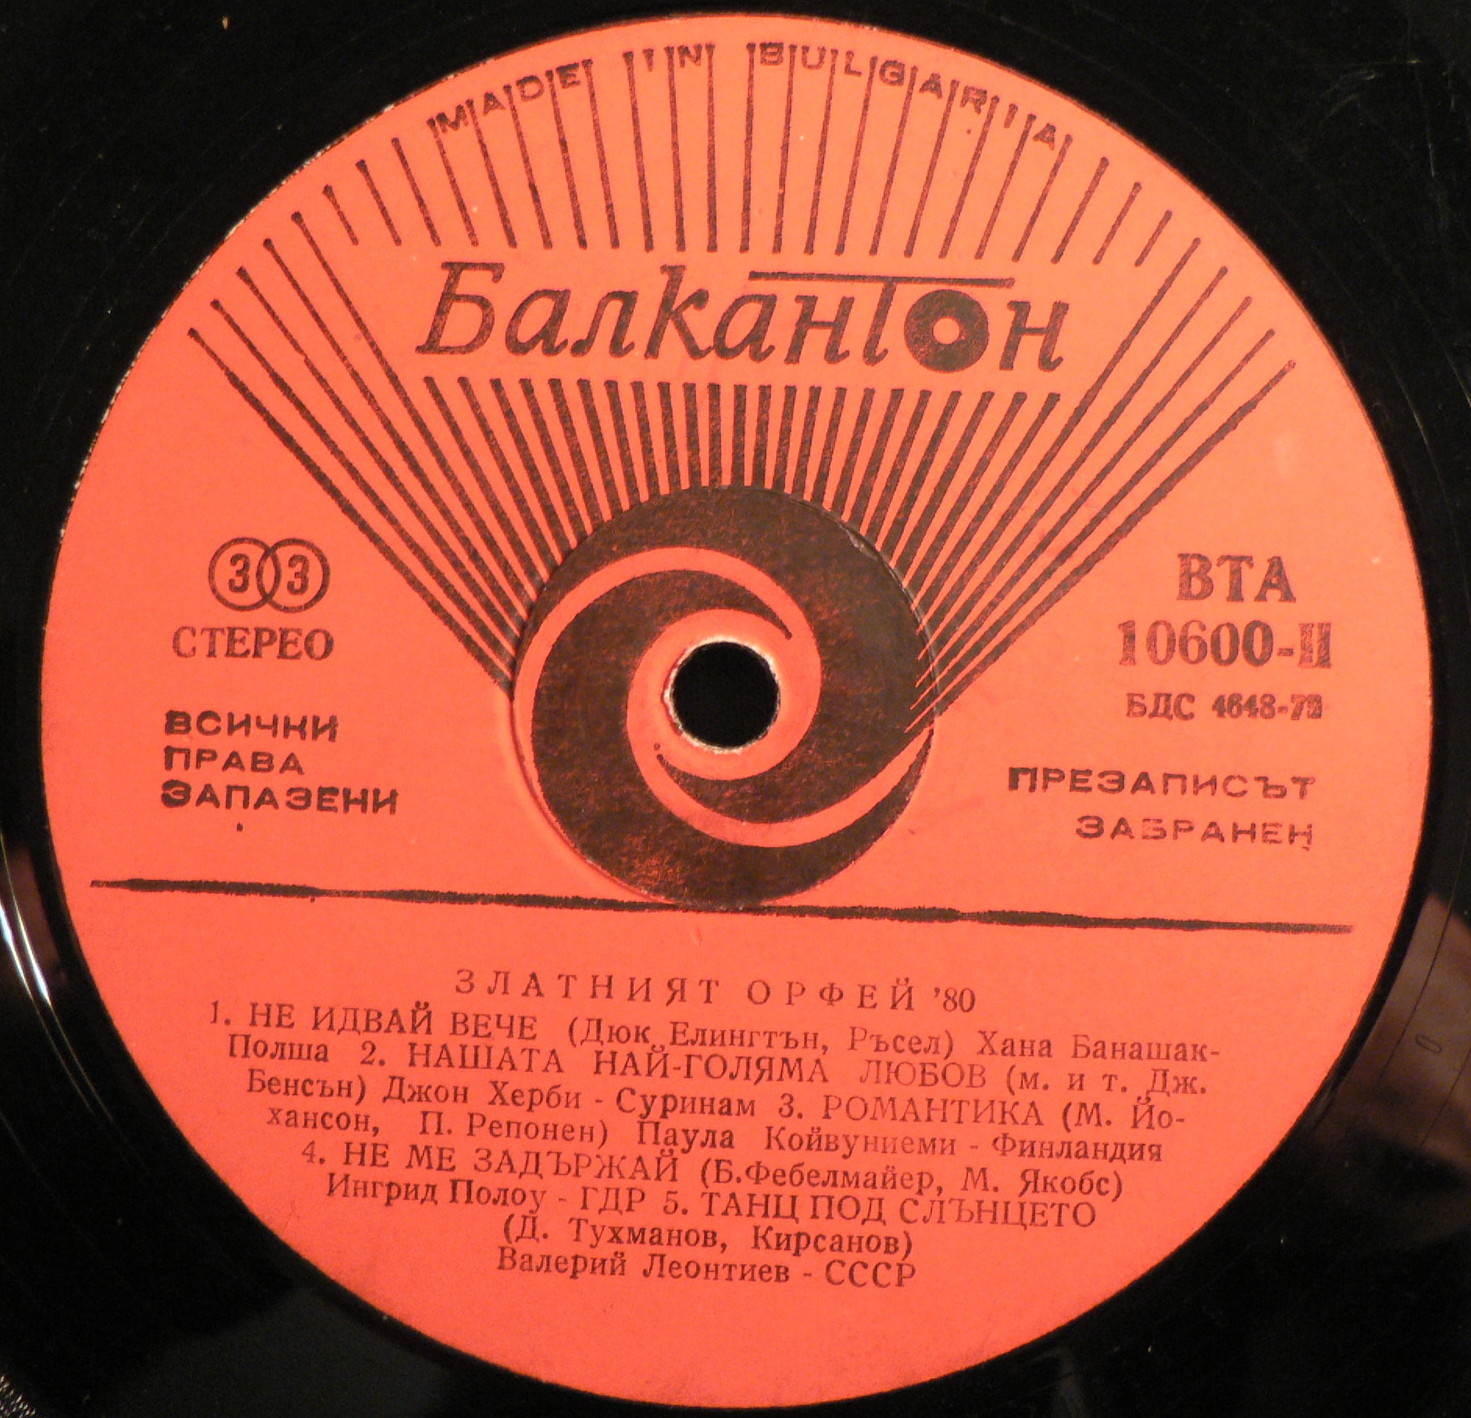 MADE IN BULGARIA
Балкантон
33
СТЕРЕО
ВСИЧКИ
ПРАВА
ЗАПАЗЕНИ
ВТА
10600-II
БДС 4648-72
ПРЕЗАПИСЪТ
ЗАБРАНЕН
ЗЛАТНИЯТ ОРФЕЙ '80
1. НЕ ИДВАЙ ВЕЧЕ (Дюк Елингтън, Ръсел) Хана Банашак-
Полша 2. НАШАТА НАЙ-ГОЛЯМА ЛЮБОВ (м. и т. Дж.
Бенсън) Джон Херби - Суринам 3. РОМАНТИКА (М. Йо-
хансон, П. Репонен) Паула Койвуниеми - Финландия
4. НЕ МЕ ЗАДЪРЖАЙ (Б.Фебелмайер, М. Якобс)
Ингрид Полоу - ГДР 5. ТАНЦ ПОД СЛЪНЦЕТО
(Д. Тухманов, Кирсанов)
Валерий Леонтиев - СССР